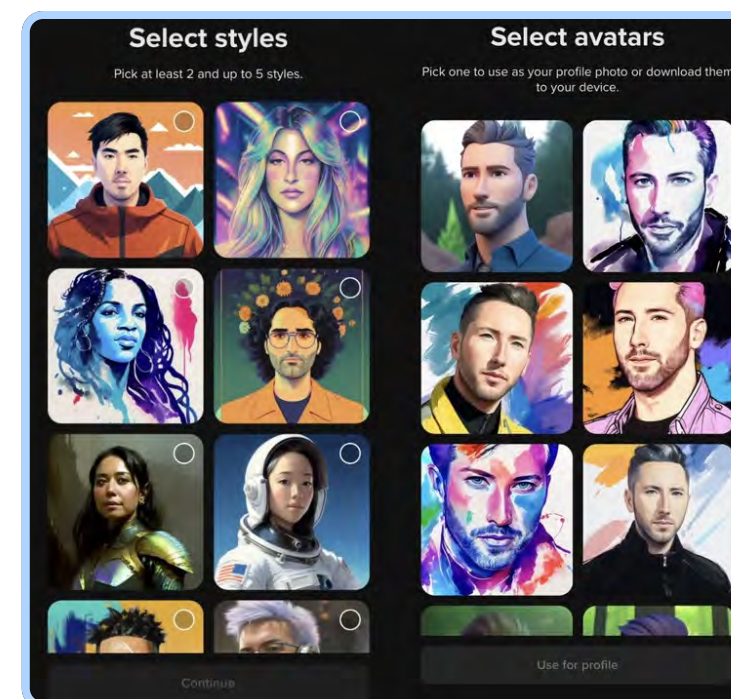 Select styles
Pick at least 2 and up to 5 styles.
Continue
Select avatars
Pick one to use as your profile photo or download them
to your device.
Use for profile